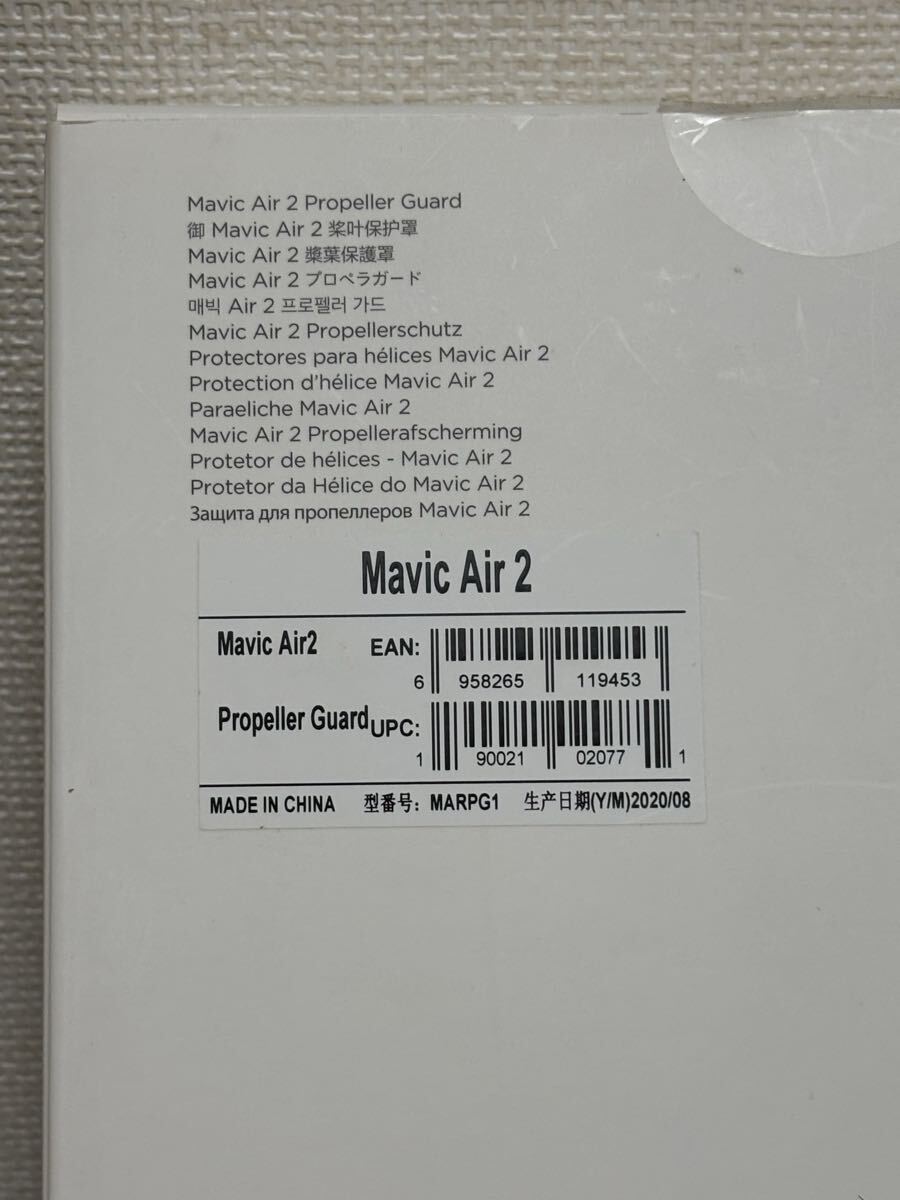 Mavic Air 2 Propeller Guard
御 Mavic Air 2 桨叶保护罩
Mavic Air 2 槳葉保護罩
Mavic Air 2 プロペラガード
매빅 Air 2 프로펠러 가드
Mavic Air 2 Propellerschutz
Protectores para hélices Mavic Air 2
Protection d'hélice Mavic Air 2
Paraeliche Mavic Air 2
Mavic Air 2 Propellerafscherming
Protetor de hélices - Mavic Air 2
Protetor da Hélice do Mavic Air 2
Защита для пропеллеров Mavic Air 2
Mavic Air 2
Mavic Air2 EAN:
6 958265 119453
Propeller Guard UPC:
1 90021 02077 1
MADE IN CHINA 型番号: MARPG1 生产日期(Y/M)2020/08